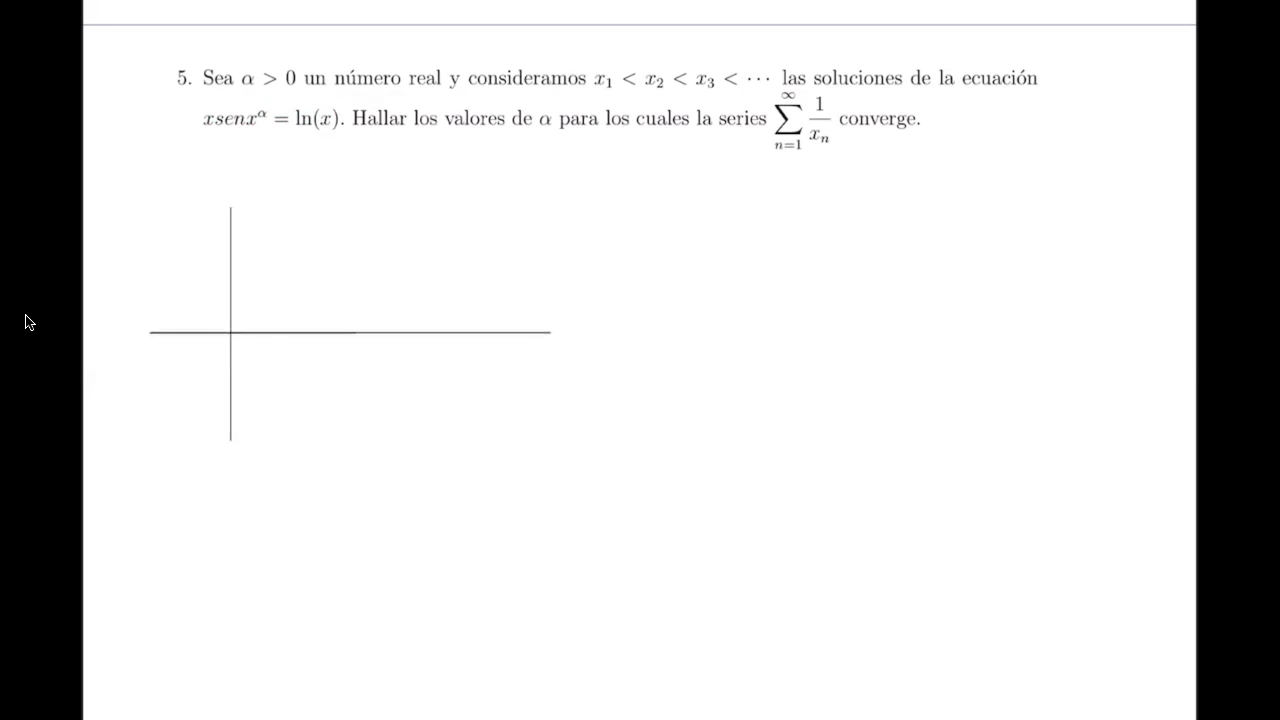 5. Sea α > 0 un número real y consideramos x₁ < x₂ < x₃ < ⋯ las soluciones de la ecuación
xsenx^α = ln(x). Hallar los valores de α para los cuales la series ∑_{n=1}^{∞} 1/xₙ converge.